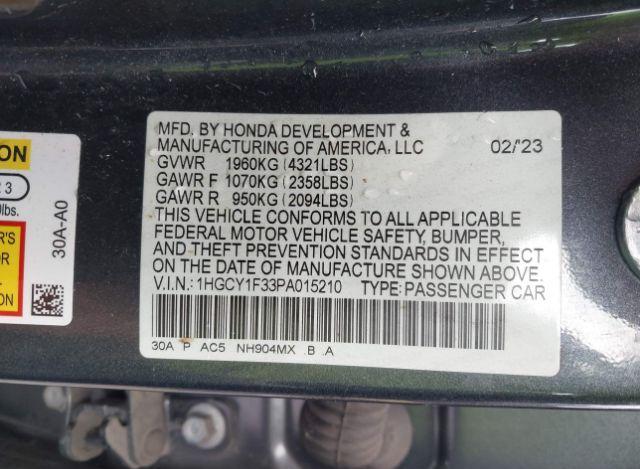 MFD. BY HONDA DEVELOPMENT &
MANUFACTURING OF AMERICA, LLC 02/'23
GVWR 1960KG (4321LBS)
GAWR F 1070KG (2358LBS)
GAWR R 950KG (2094LBS)
THIS VEHICLE CONFORMS TO ALL APPLICABLE
FEDERAL MOTOR VEHICLE SAFETY, BUMPER,
AND THEFT PREVENTION STANDARDS IN EFFECT
ON THE DATE OF MANUFACTURE SHOWN ABOVE.
V.I.N.: 1HGCY1F33PA015210 TYPE: PASSENGER CAR
30A P AC5 NH904MX B A
30A-A0
3
lbs.